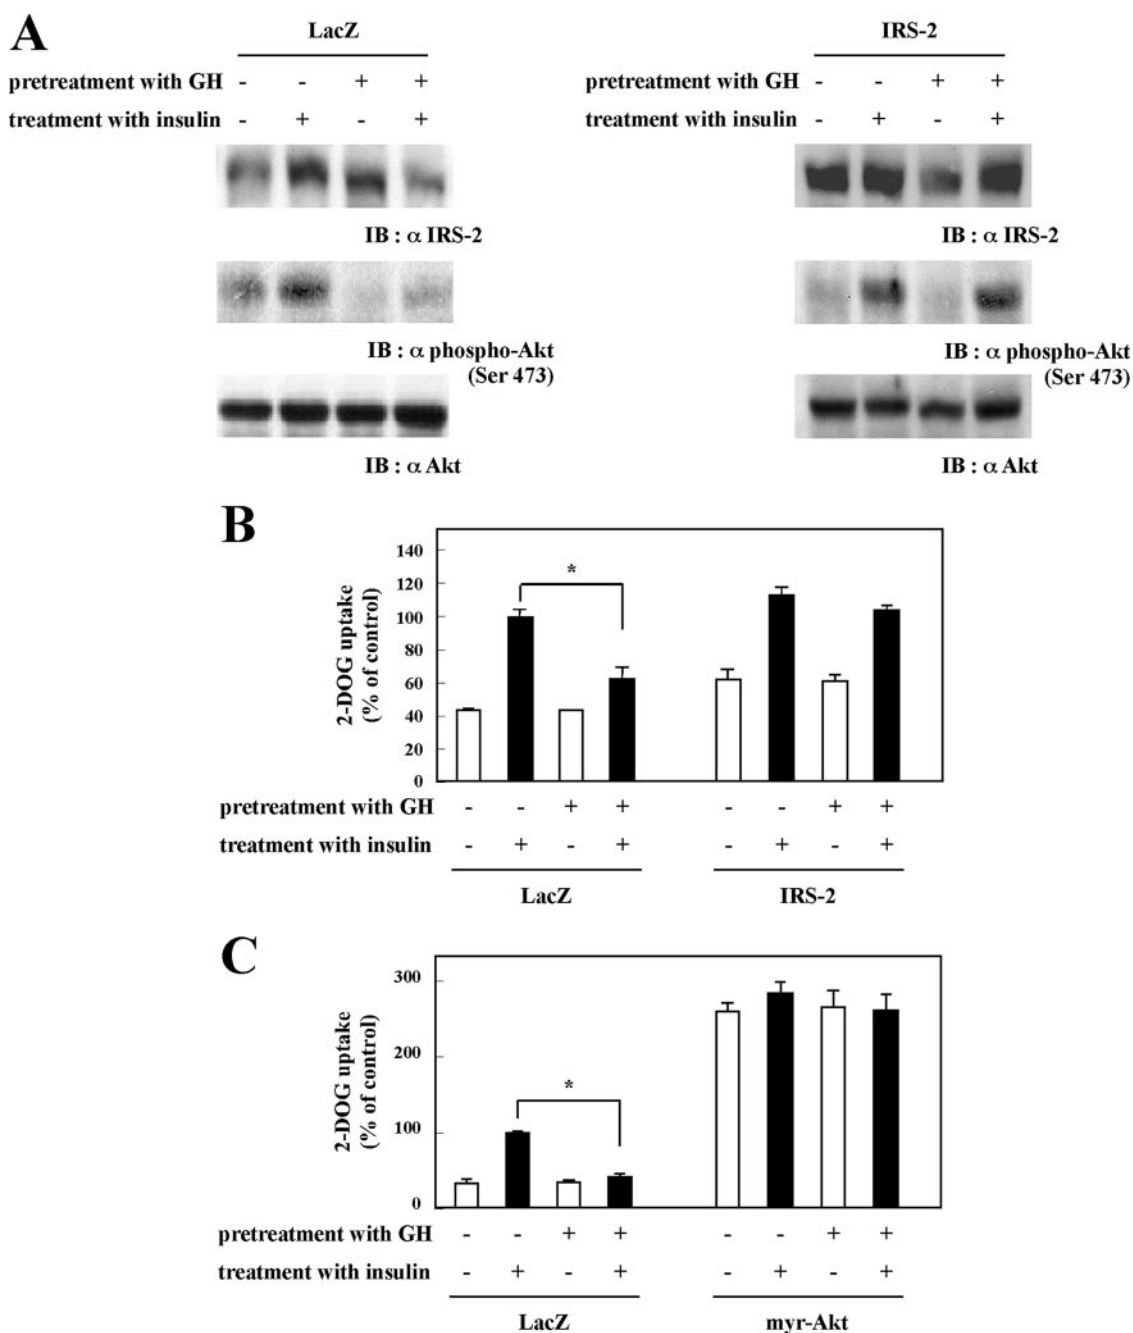 A
LacZ
IRS-2
pretreatment with GH - - + +
pretreatment with GH - - + +
treatment with insulin - + - +
treatment with insulin - + - +
IB : α IRS-2
IB : α IRS-2
IB : α phospho-Akt
(Ser 473)
IB : α phospho-Akt
(Ser 473)
IB : α Akt
IB : α Akt
B
2-DOG uptake
(% of control)
140
120
100
80
60
40
20
0
*
pretreatment with GH - - + + - - + +
treatment with insulin - + - + - + - +
LacZ IRS-2
C
2-DOG uptake
(% of control)
300
200
100
0
*
pretreatment with GH - - + + - - + +
treatment with insulin - + - + - + - +
LacZ myr-Akt